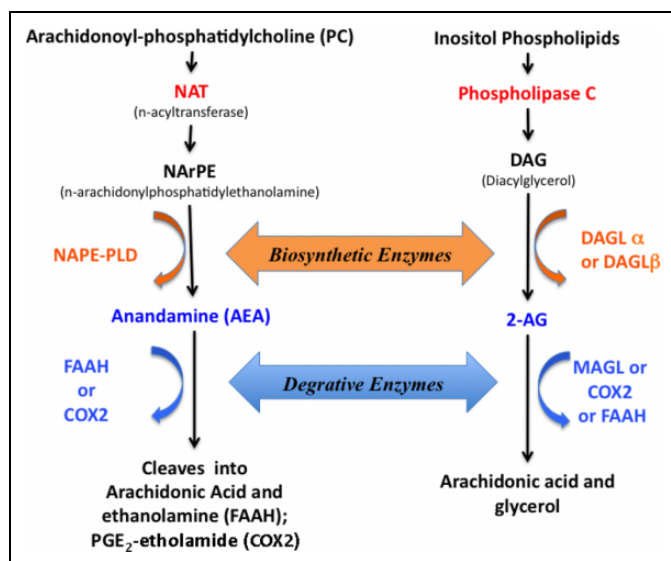 Arachidonoyl-phosphatidylcholine (PC)
NAT
(n-acyltransferase)
NArPE
(n-arachidonylphosphatidylethanolamine)
NAPE-PLD
Anandamine (AEA)
FAAH
or
COX2
Cleaves into
Arachidonic Acid and
ethanolamine (FAAH);
PGE₂-etholamide (COX2)
Biosynthetic Enzymes
Degrative Enzymes
Inositol Phospholipids
Phospholipase C
DAG
(Diacylglycerol)
DAGL α
or DAGLβ
2-AG
MAGL or
COX2
or FAAH
Arachidonic acid and
glycerol